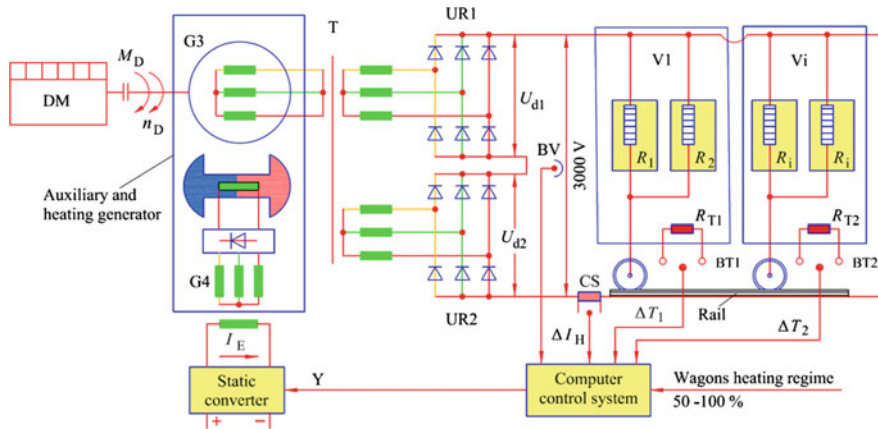 UR1
T
G3
M_D
DM
n_D
Auxiliary and
heating generator
G4
I_E
Static
converter
+ −
U_d1
U_d2
UR2
BV
3000 V
V1
Vi
R_1
R_2
R_i
R_i
R_T1
R_T2
BT1
BT2
CS
Rail
ΔI_H
ΔT_1
ΔT_2
Y
Computer
control system
Wagons heating regime
50 -100 %